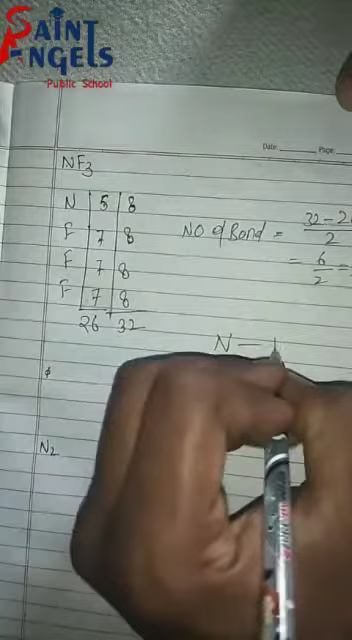 SAINT
ANGELS
Public School
Date: Page:
NF3
N 5 8
F 7 8
F 7 8
F 7 8
26 32
NO of Bond = 32-2
2
= 6
2 =
N —
N2